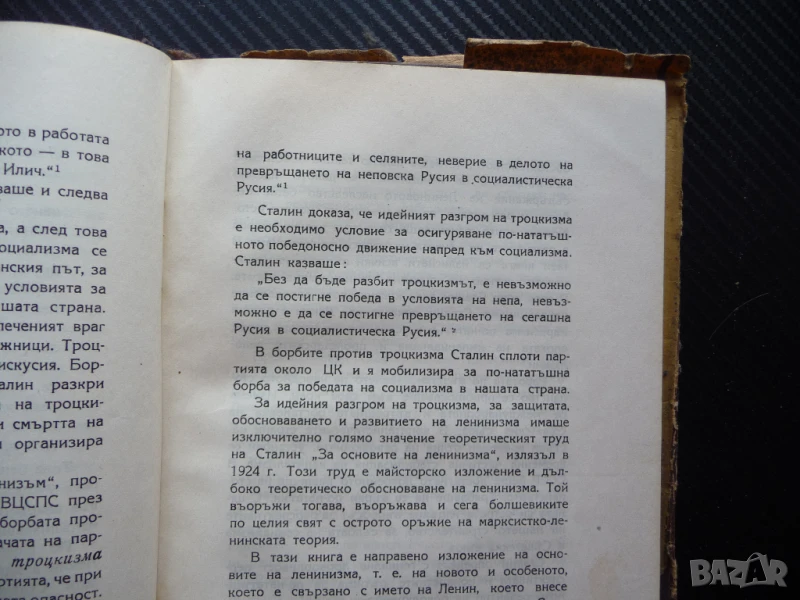 ото в работата
кото — в това
Илич.“¹
ваше и следва
а, а след това
оциализма се
нския път, за
условията за
шата страна.
леченият враг
жници. Троц-
искусия. Бор-
алин разкри
на троцки-
и смъртта на
и организира
низъм“, про-
ВЦСПС през
борбата про-
ачата на пар-
троцкизма
ртията, че при
опасност.
на работниците и селяните, неверие в делото на
превръщането на неповска Русия в социалистическа
Русия.“¹
Сталин доказа, че идейният разгром на троцкизма
е необходимо условие за осигуряване по-нататъш-
ното победоносно движение напред към социализма.
Сталин казваше:
„Без да бъде разбит троцкизмът, е невъзможно
да се постигне победа в условията на непа, невъз-
можно е да се постигне превръщането на сегашна
Русия в социалистическа Русия.“ ²
В борбите против троцкизма Сталин сплоти пар-
тията около ЦК и я мобилизира за по-нататъшна
борба за победата на социализма в нашата страна.
За идейния разгром на троцкизма, за защитата,
обосноваването и развитието на ленинизма имаше
изключително голямо значение теоретическият труд
на Сталин „За основите на ленинизма“, излязъл в
1924 г. Този труд е майсторско изложение и дъл-
боко теоретическо обосноваване на ленинизма. Той
въоръжи тогава, въоръжава и сега болшевиките
по целия свят с острото оръжие на марксистко-ле-
нинската теория.
В тази книга е направено изложение на осно-
вите на ленинизма, т. е. на новото и особеното,
което е свързано с името на Ленин, което внесе
BAZAR